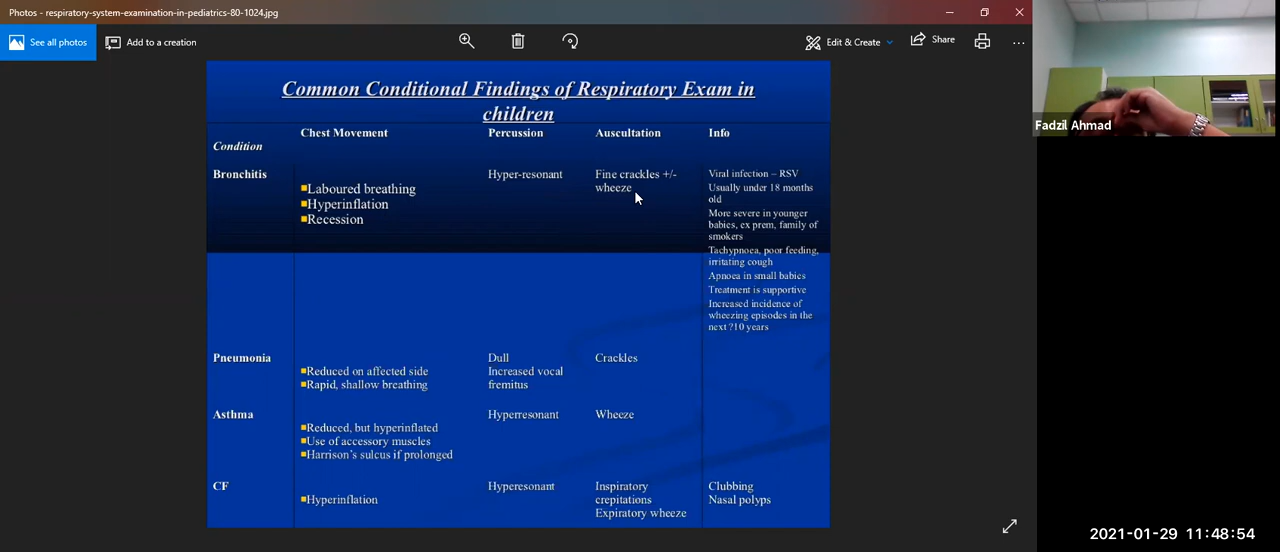 Photos - respiratory-system-examination-in-pediatrics-80-1024.jpg
See all photos
Add to a creation
Edit & Create
Share
Common Conditional Findings of Respiratory Exam in
children
Condition
Chest Movement
Percussion
Auscultation
Info
Bronchitis
Laboured breathing
Hyperinflation
Recession
Hyper-resonant
Fine crackles +/-
wheeze
Viral infection – RSV
Usually under 18 months
old
More severe in younger
babies, ex prem, family of
smokers
Tachypnoea, poor feeding,
irritating cough
Apnoea in small babies
Treatment is supportive
Increased incidence of
wheezing episodes in the
next ?10 years
Pneumonia
Reduced on affected side
Rapid, shallow breathing
Dull
Increased vocal
fremitus
Crackles
Asthma
Reduced, but hyperinflated
Use of accessory muscles
Harrison's sulcus if prolonged
Hyperresonant
Wheeze
CF
Hyperinflation
Hyperesonant
Inspiratory
crepitations
Expiratory wheeze
Clubbing
Nasal polyps
Fadzil Ahmad
2021-01-29 11:48:54